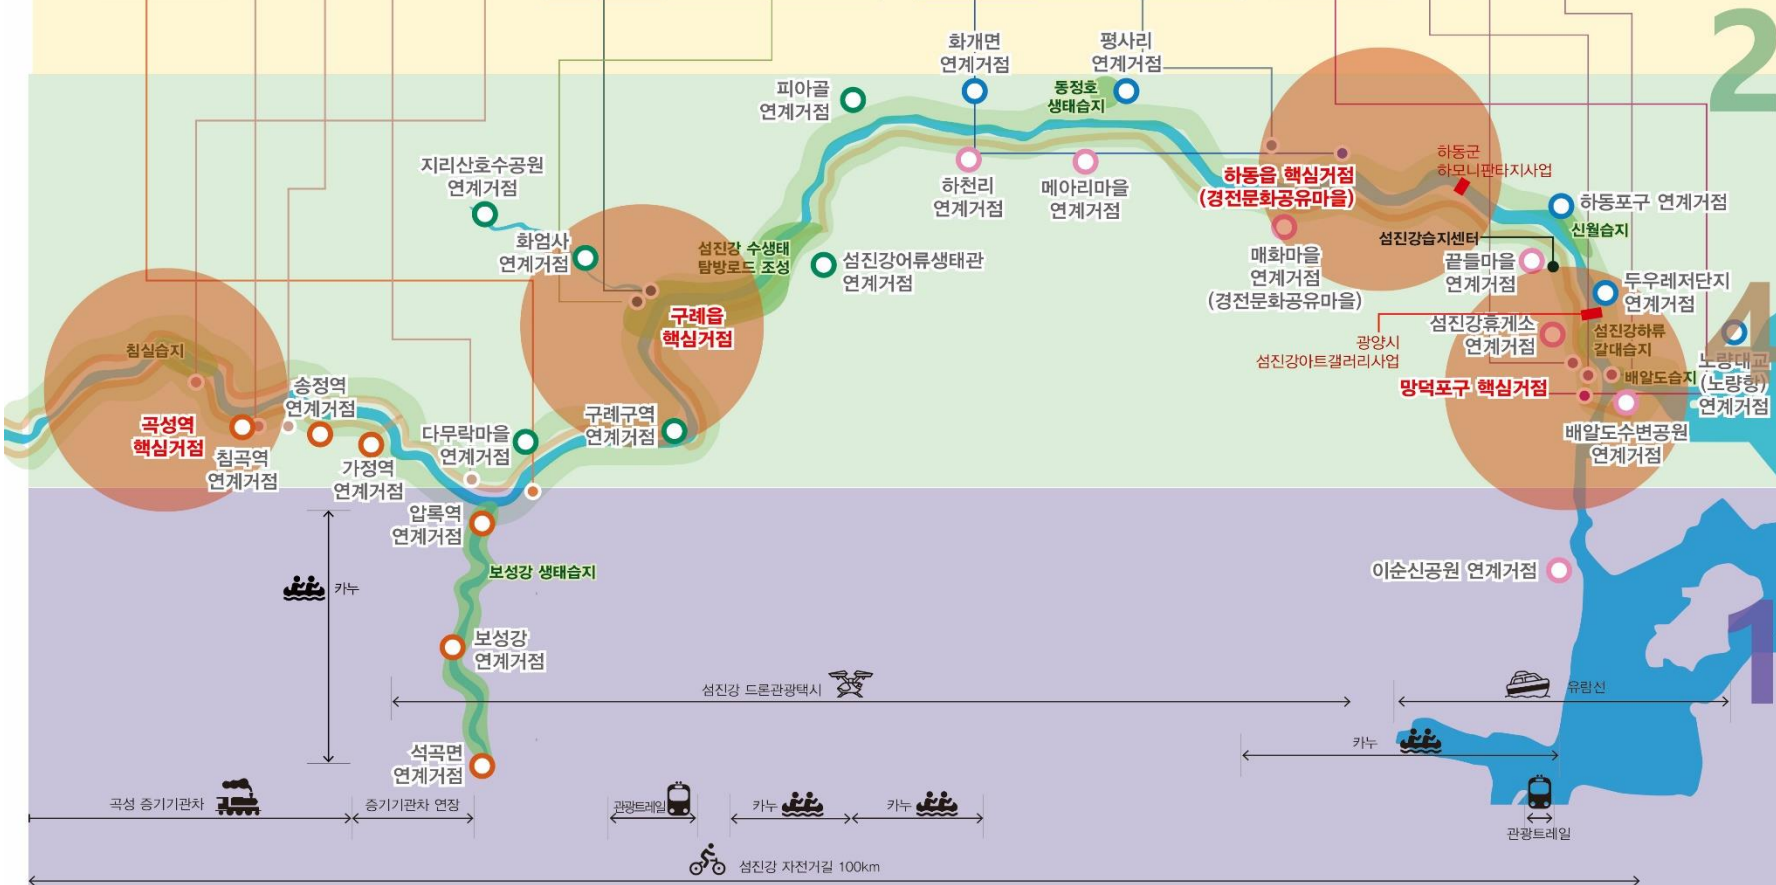 2
화개면
연계거점
평사리
연계거점
피아골
연계거점
동정호
생태습지
지리산호수공원
연계거점
하천리
연계거점
메아리마을
연계거점
하동읍 핵심거점
(경전문화공유마을)
하동군
하모니판타지사업
하동포구 연계거점
신월습지
화엄사
연계거점
섬진강 수생태
탐방로드 조성
섬진강어류생태관
연계거점
매화마을
연계거점
(경전문화공유마을)
섬진강습지센터
끝들마을
연계거점
두우레저단지
연계거점
구례읍
핵심거점
섬진강휴게소
연계거점
광양시
섬진강아트갤러리사업
섬진강하류
갈대습지
4
침실습지
송정역
연계거점
망덕포구 핵심거점
배알도습지
노량대교
(노량항)
연계거점
곡성역
핵심거점
침곡역
연계거점
가정역
연계거점
다무락마을
연계거점
구례구역
연계거점
배알도수변공원
연계거점
압록역
연계거점
보성강 생태습지
이순신공원 연계거점
카누
1
보성강
연계거점
섬진강 드론관광택시
유람선
석곡면
연계거점
카누
곡성 증기기관차
증기기관차 연장
관광트레일
카누
카누
관광트레일
섬진강 자전거길 100km